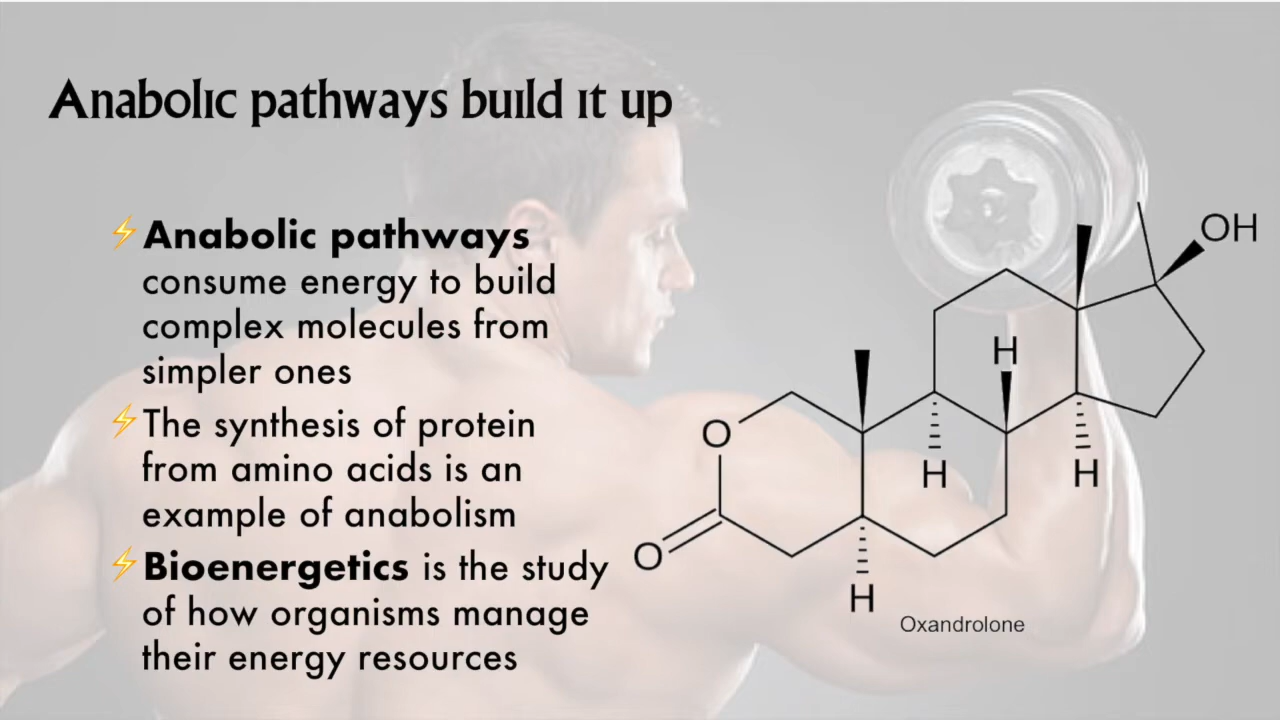 Anabolic pathways build it up
⚡Anabolic pathways
consume energy to build
complex molecules from
simpler ones
⚡The synthesis of protein
from amino acids is an
example of anabolism
⚡Bioenergetics is the study
of how organisms manage
their energy resources
OH
H
O
H
H
O
H
Oxandrolone